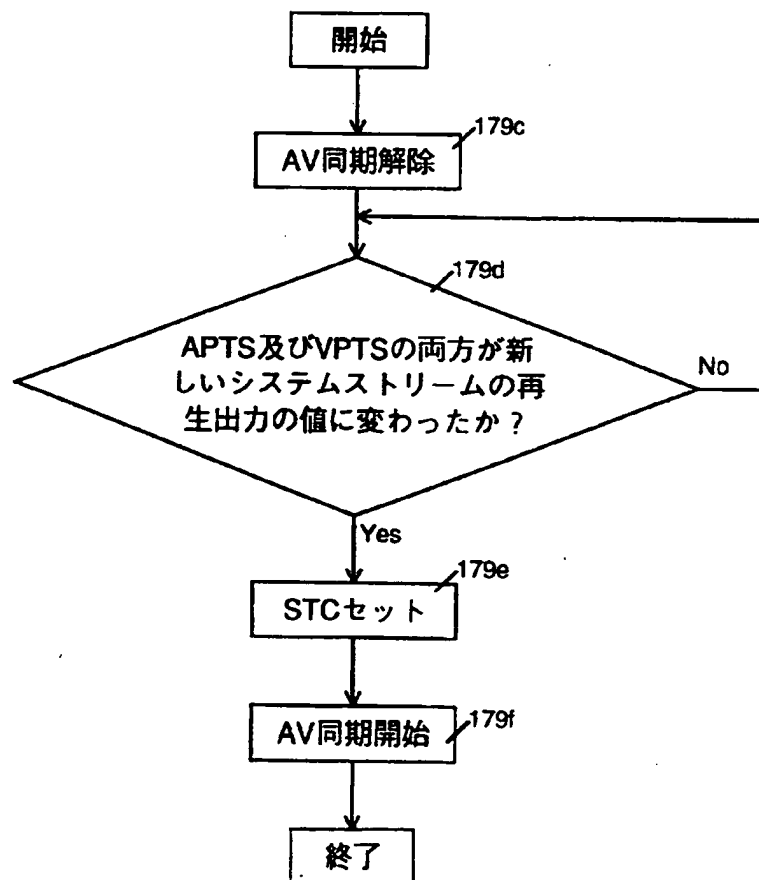 開始
179c
AV同期解除
179d
APTS及びVPTSの両方が新
しいシステムストリームの再
生出力の値に変わったか?
No
Yes
179e
STCセット
179f
AV同期開始
終了